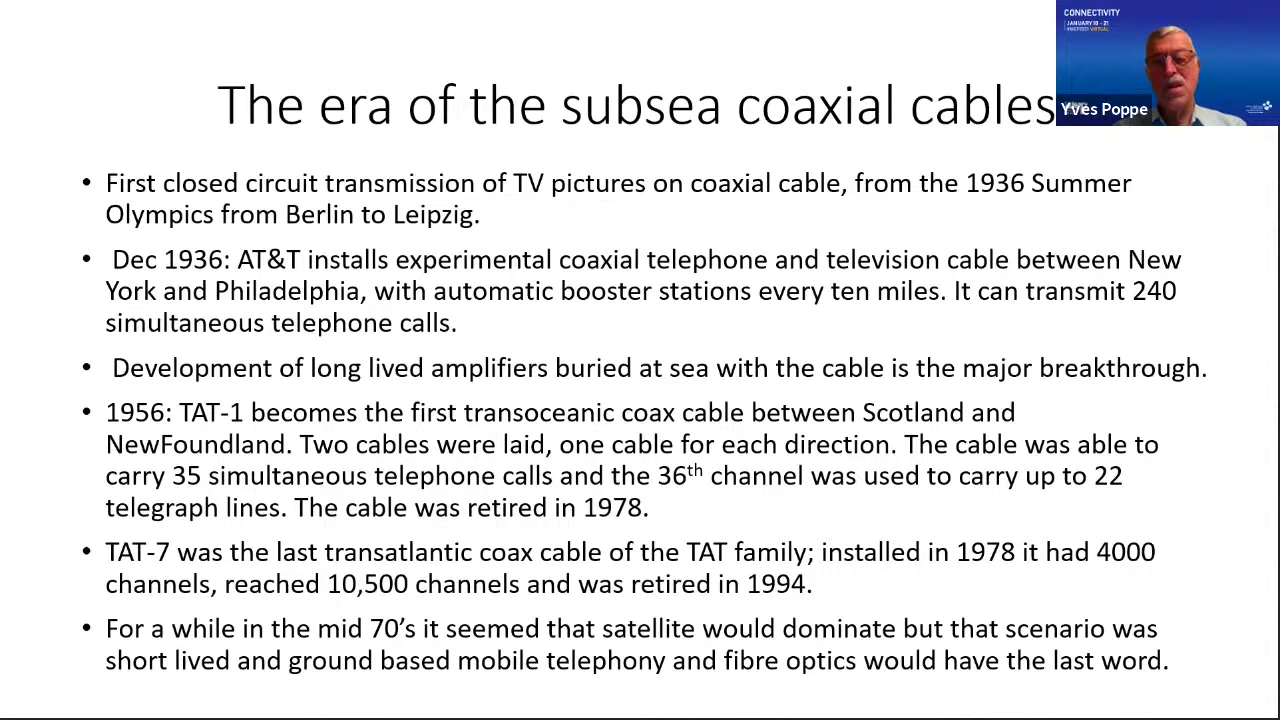 CONNECTIVITY
JANUARY 10 - 21
The era of the subsea coaxial cables
Yves Poppe
• First closed circuit transmission of TV pictures on coaxial cable, from the 1936 Summer
Olympics from Berlin to Leipzig.
• Dec 1936: AT&T installs experimental coaxial telephone and television cable between New
York and Philadelphia, with automatic booster stations every ten miles. It can transmit 240
simultaneous telephone calls.
• Development of long lived amplifiers buried at sea with the cable is the major breakthrough.
• 1956: TAT-1 becomes the first transoceanic coax cable between Scotland and
NewFoundland. Two cables were laid, one cable for each direction. The cable was able to
carry 35 simultaneous telephone calls and the 36th channel was used to carry up to 22
telegraph lines. The cable was retired in 1978.
• TAT-7 was the last transatlantic coax cable of the TAT family; installed in 1978 it had 4000
channels, reached 10,500 channels and was retired in 1994.
• For a while in the mid 70’s it seemed that satellite would dominate but that scenario was
short lived and ground based mobile telephony and fibre optics would have the last word.